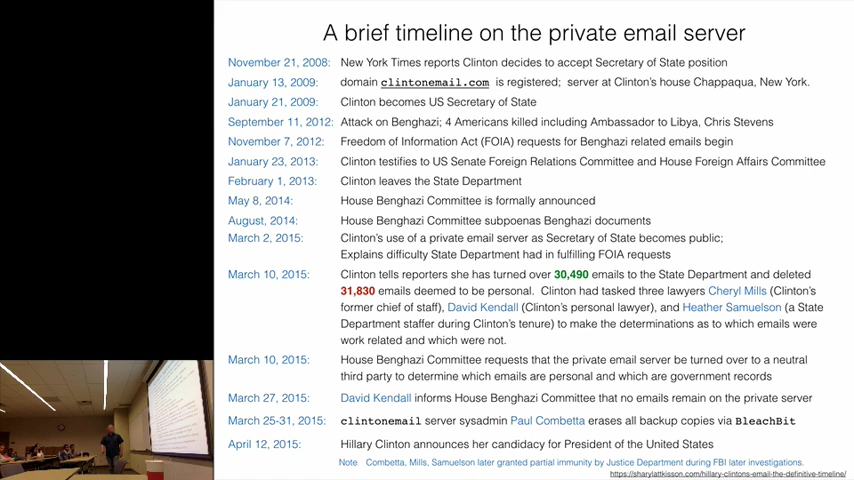 A brief timeline on the private email server
November 21, 2008: New York Times reports Clinton decides to accept Secretary of State position
January 13, 2009: domain clintonemail.com is registered; server at Clinton's house Chappaqua, New York.
January 21, 2009: Clinton becomes US Secretary of State
September 11, 2012: Attack on Benghazi; 4 Americans killed including Ambassador to Libya, Chris Stevens
November 7, 2012: Freedom of Information Act (FOIA) requests for Benghazi related emails begin
January 23, 2013: Clinton testifies to US Senate Foreign Relations Committee and House Foreign Affairs Committee
February 1, 2013: Clinton leaves the State Department
May 8, 2014: House Benghazi Committee is formally announced
August, 2014: House Benghazi Committee subpoenas Benghazi documents
March 2, 2015: Clinton's use of a private email server as Secretary of State becomes public;
Explains difficulty State Department had in fulfilling FOIA requests
March 10, 2015: Clinton tells reporters she has turned over 30,490 emails to the State Department and deleted
31,830 emails deemed to be personal. Clinton had tasked three lawyers Cheryl Mills (Clinton's
former chief of staff), David Kendall (Clinton's personal lawyer), and Heather Samuelson (a State
Department staffer during Clinton's tenure) to make the determinations as to which emails were
work related and which were not.
March 10, 2015: House Benghazi Committee requests that the private email server be turned over to a neutral
third party to determine which emails are personal and which are government records
March 27, 2015: David Kendall informs House Benghazi Committee that no emails remain on the private server
March 25-31, 2015: clintonemail server sysadmin Paul Combetta erases all backup copies via BleachBit
April 12, 2015: Hillary Clinton announces her candidacy for President of the United States
Note Combetta, Mills, Samuelson later granted partial immunity by Justice Department during FBI later investigations.
https://sharylattkisson.com/hillary-clintons-email-the-definitive-timeline/